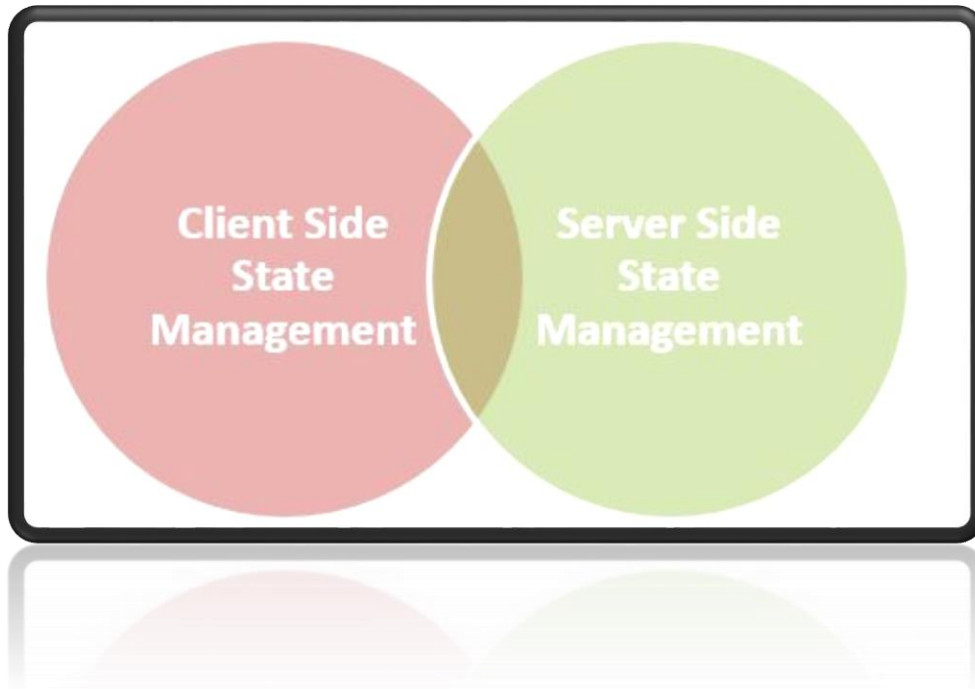 Client Side
State
Management
Server Side
State
Management